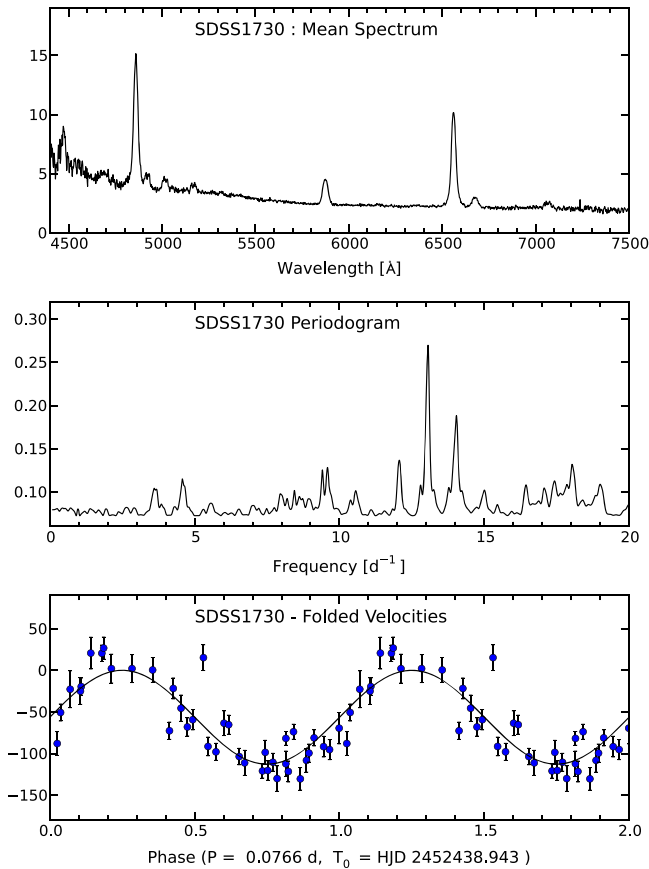 SDSS1730 : Mean Spectrum
15
10
5
0
4500 5000 5500 6000 6500 7000 7500
Wavelength [Å]
SDSS1730 Periodogram
0.30
0.25
0.20
0.15
0.10
0 5 10 15 20
Frequency [d⁻¹]
SDSS1730 - Folded Velocities
50
0
−50
−100
−150
0.0 0.5 1.0 1.5 2.0
Phase (P = 0.0766 d, T₀ = HJD 2452438.943 )